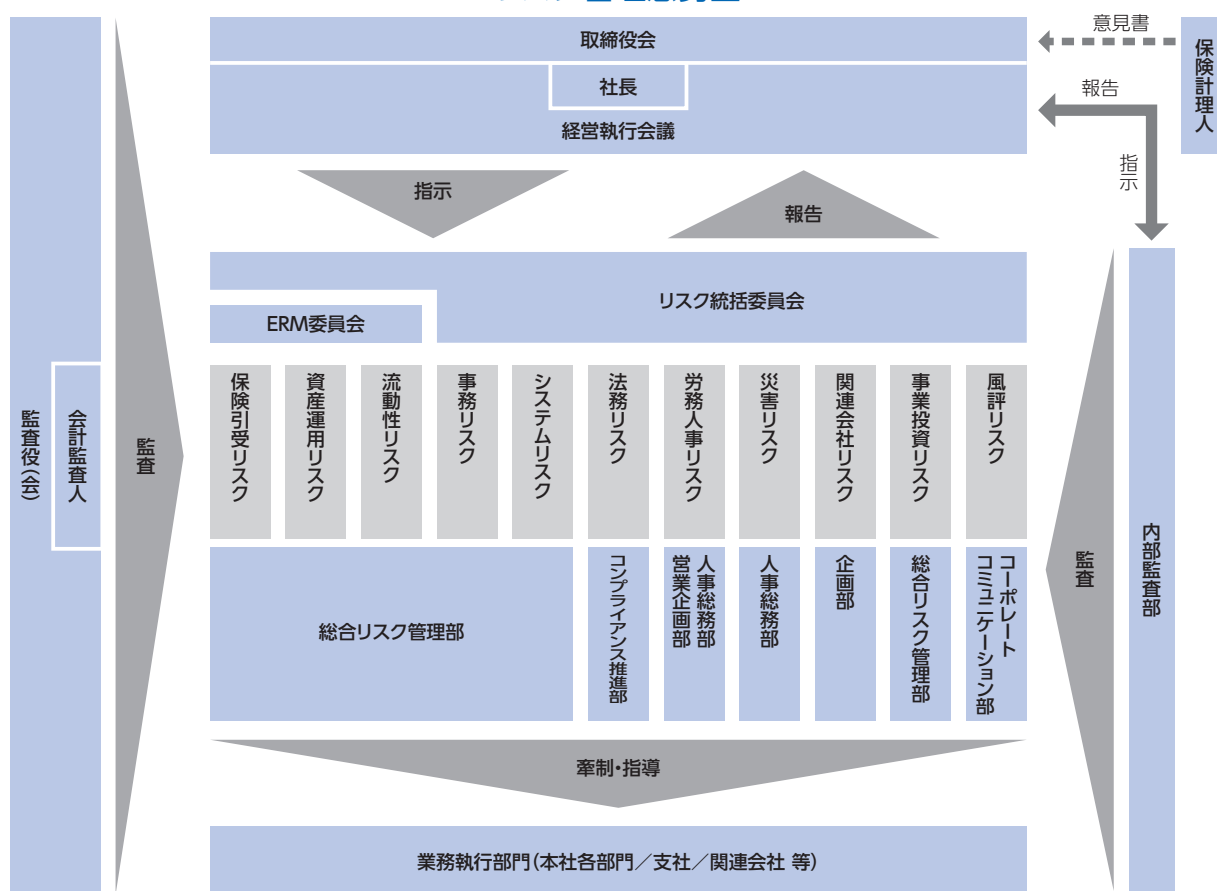 取締役会
意見書
保険計理人
社長
報告
経営執行会議
指示
指示
報告
リスク統括委員会
ERM委員会
監査役(会)
会計監査人
監査
保険引受リスク
資産運用リスク
流動性リスク
事務リスク
システムリスク
法務リスク
労務人事リスク
災害リスク
関連会社リスク
事業投資リスク
風評リスク
総合リスク管理部
コンプライアンス推進部
人事総務部
営業企画部
人事総務部
企画部
総合リスク管理部
コーポレート
コミュニケーション部
監査
内部監査部
牽制・指導
業務執行部門(本社各部門／支社／関連会社 等)